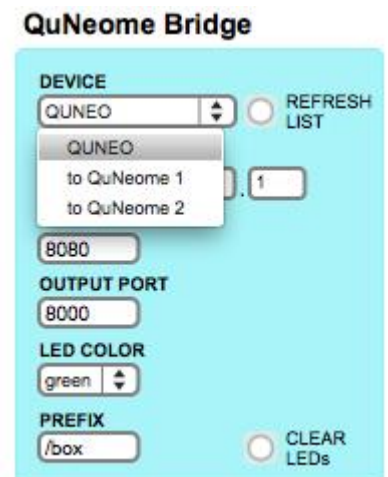 QuNeome Bridge
DEVICE
QUNEO
REFRESH
LIST
QUNEO
to QuNeome 1
to QuNeome 2
. 1
8080
OUTPUT PORT
8000
LED COLOR
green
PREFIX
/box
CLEAR
LEDs